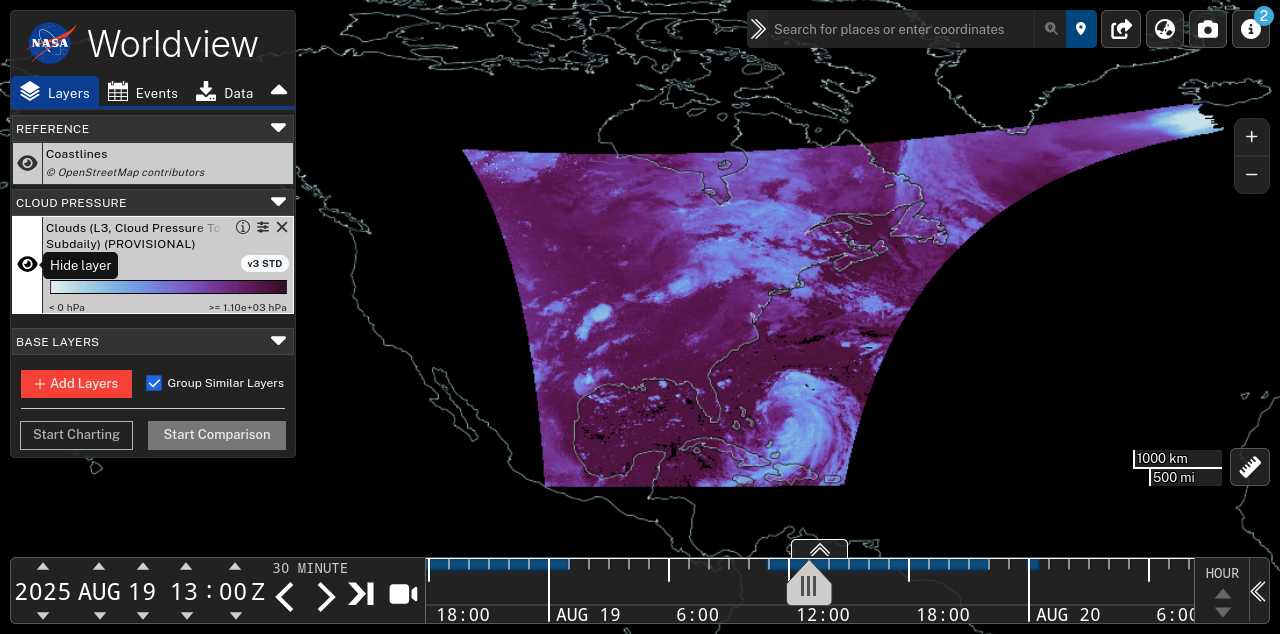 NASA Worldview
Search for places or enter coordinates
2
Layers Events Data
REFERENCE
Coastlines
© OpenStreetMap contributors
CLOUD PRESSURE
Clouds (L3, Cloud Pressure To
Subdaily) (PROVISIONAL)
Hide layer
v3 STD
< 0 hPa >= 1.10e+03 hPa
BASE LAYERS
+ Add Layers Group Similar Layers
Start Charting Start Comparison
+
−
1000 km
500 mi
2025 AUG 19 13 : 00 Z
30 MINUTE
18:00 AUG 19 6:00 12:00 18:00 AUG 20 6:00
HOUR